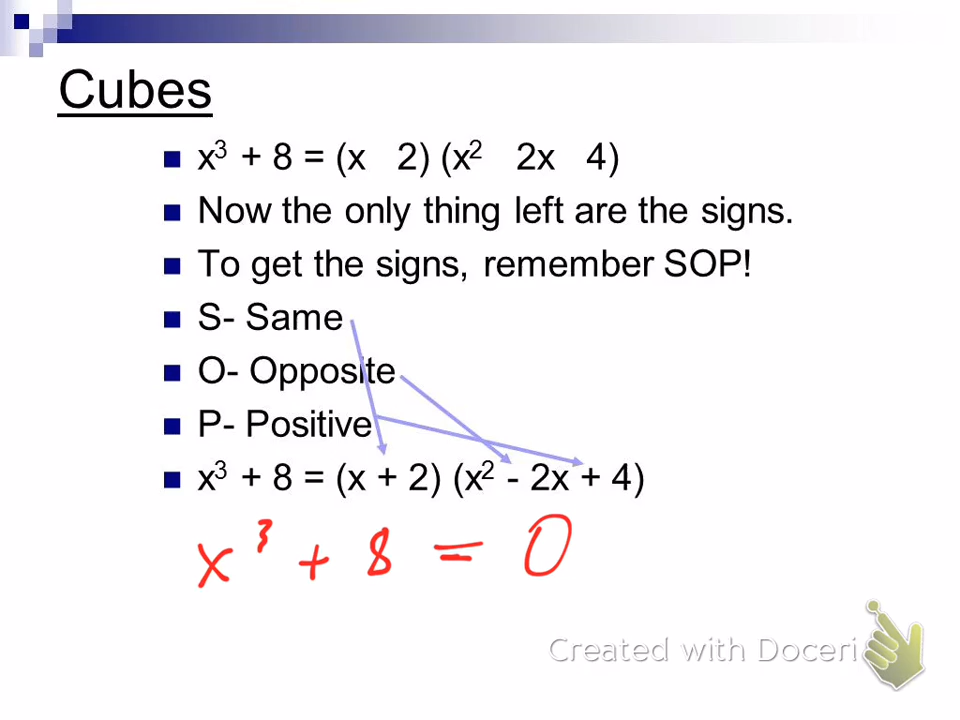 Cubes
x³ + 8 = (x   2) (x²   2x   4)
Now the only thing left are the signs.
To get the signs, remember SOP!
S- Same
O- Opposite
P- Positive
x³ + 8 = (x + 2) (x² - 2x + 4)
x³ + 8 = 0
Created with Doceri